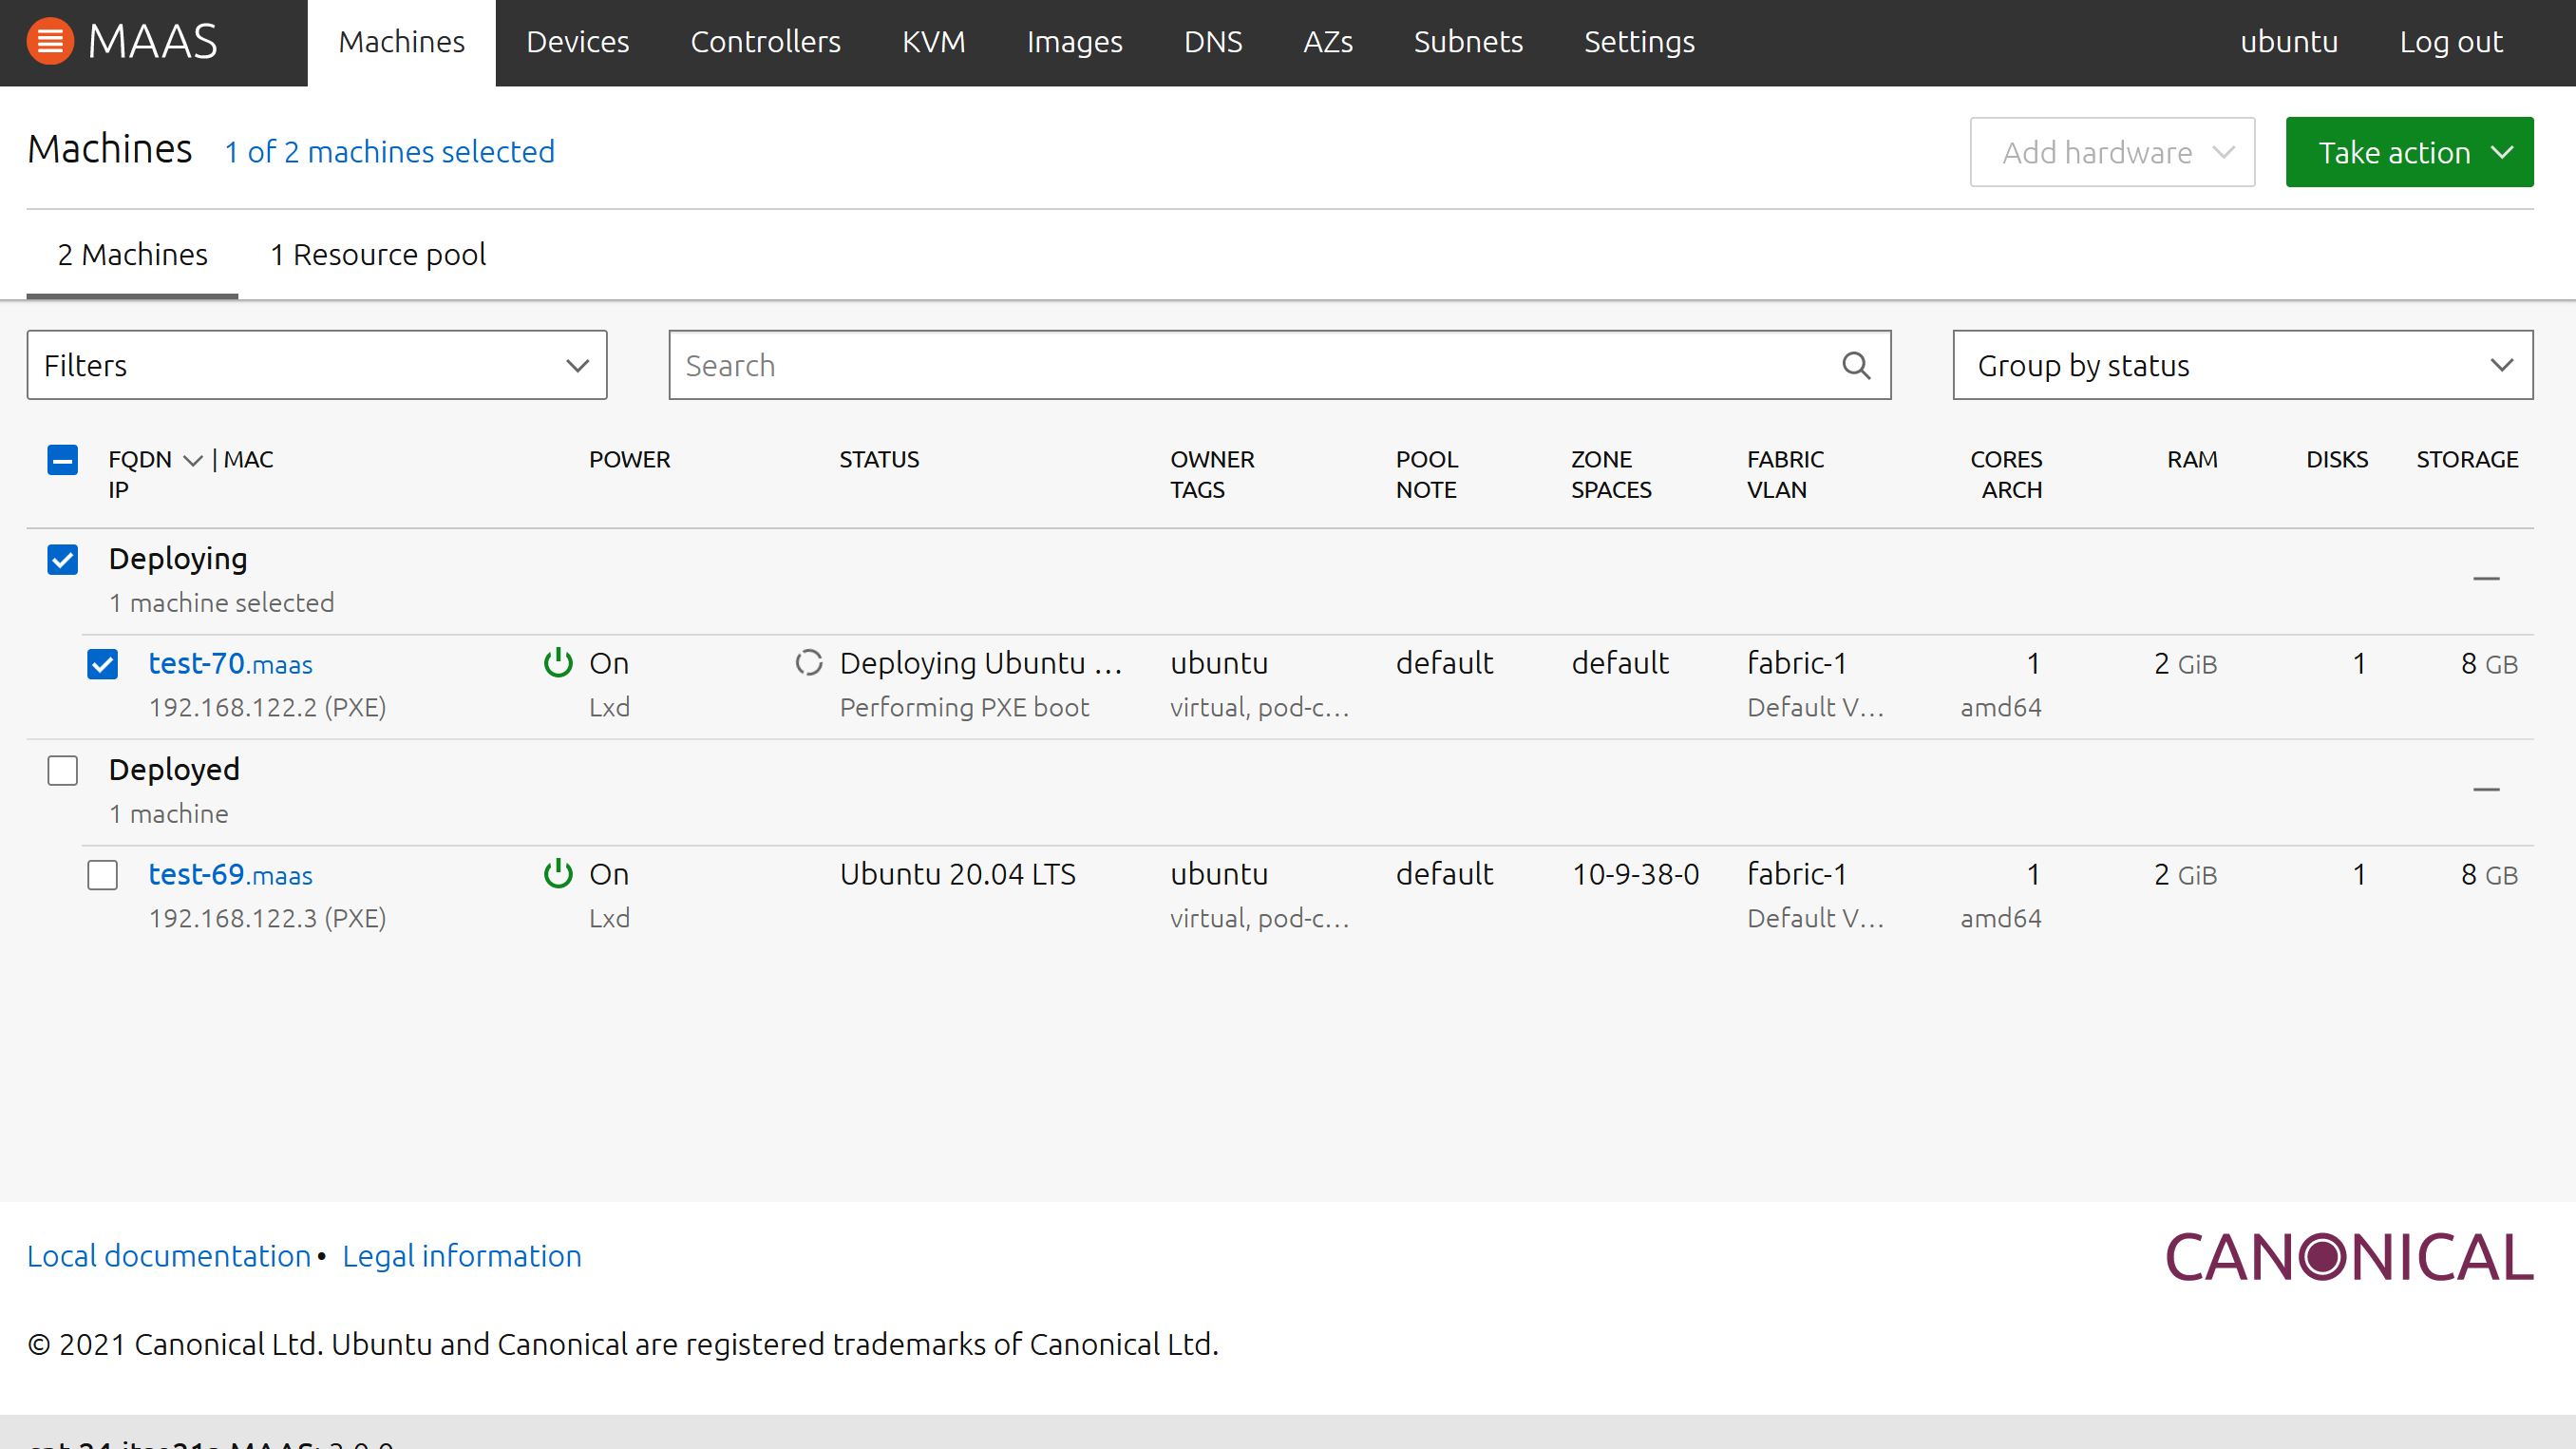 MAAS Machines Devices Controllers KVM Images DNS AZs Subnets Settings ubuntu Log out
Machines 1 of 2 machines selected Add hardware Take action
2 Machines 1 Resource pool
Filters Search Group by status
FQDN | MAC POWER STATUS OWNER POOL ZONE FABRIC CORES RAM DISKS STORAGE
IP TAGS NOTE SPACES VLAN ARCH
Deploying
1 machine selected
test-70.maas On Deploying Ubuntu ... ubuntu default default fabric-1 1 2 GiB 1 8 GB
192.168.122.2 (PXE) Lxd Performing PXE boot virtual, pod-c... Default V... amd64
Deployed
1 machine
test-69.maas On Ubuntu 20.04 LTS ubuntu default 10-9-38-0 fabric-1 1 2 GiB 1 8 GB
192.168.122.3 (PXE) Lxd virtual, pod-c... Default V... amd64
Local documentation • Legal information CANONICAL
© 2021 Canonical Ltd. Ubuntu and Canonical are registered trademarks of Canonical Ltd.
MAAS: 3.0.0